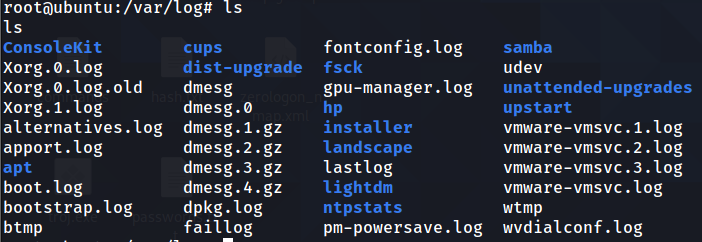 root@ubuntu:/var/log# ls
ls
ConsoleKit cups fontconfig.log samba
Xorg.0.log dist-upgrade fsck udev
Xorg.0.log.old dmesg gpu-manager.log unattended-upgrades
Xorg.1.log dmesg.0 hp upstart
alternatives.log dmesg.1.gz installer vmware-vmsvc.1.log
apport.log dmesg.2.gz landscape vmware-vmsvc.2.log
apt dmesg.3.gz lastlog vmware-vmsvc.3.log
boot.log dmesg.4.gz lightdm vmware-vmsvc.log
bootstrap.log dpkg.log ntpstats wtmp
btmp faillog pm-powersave.log wvdialconf.log